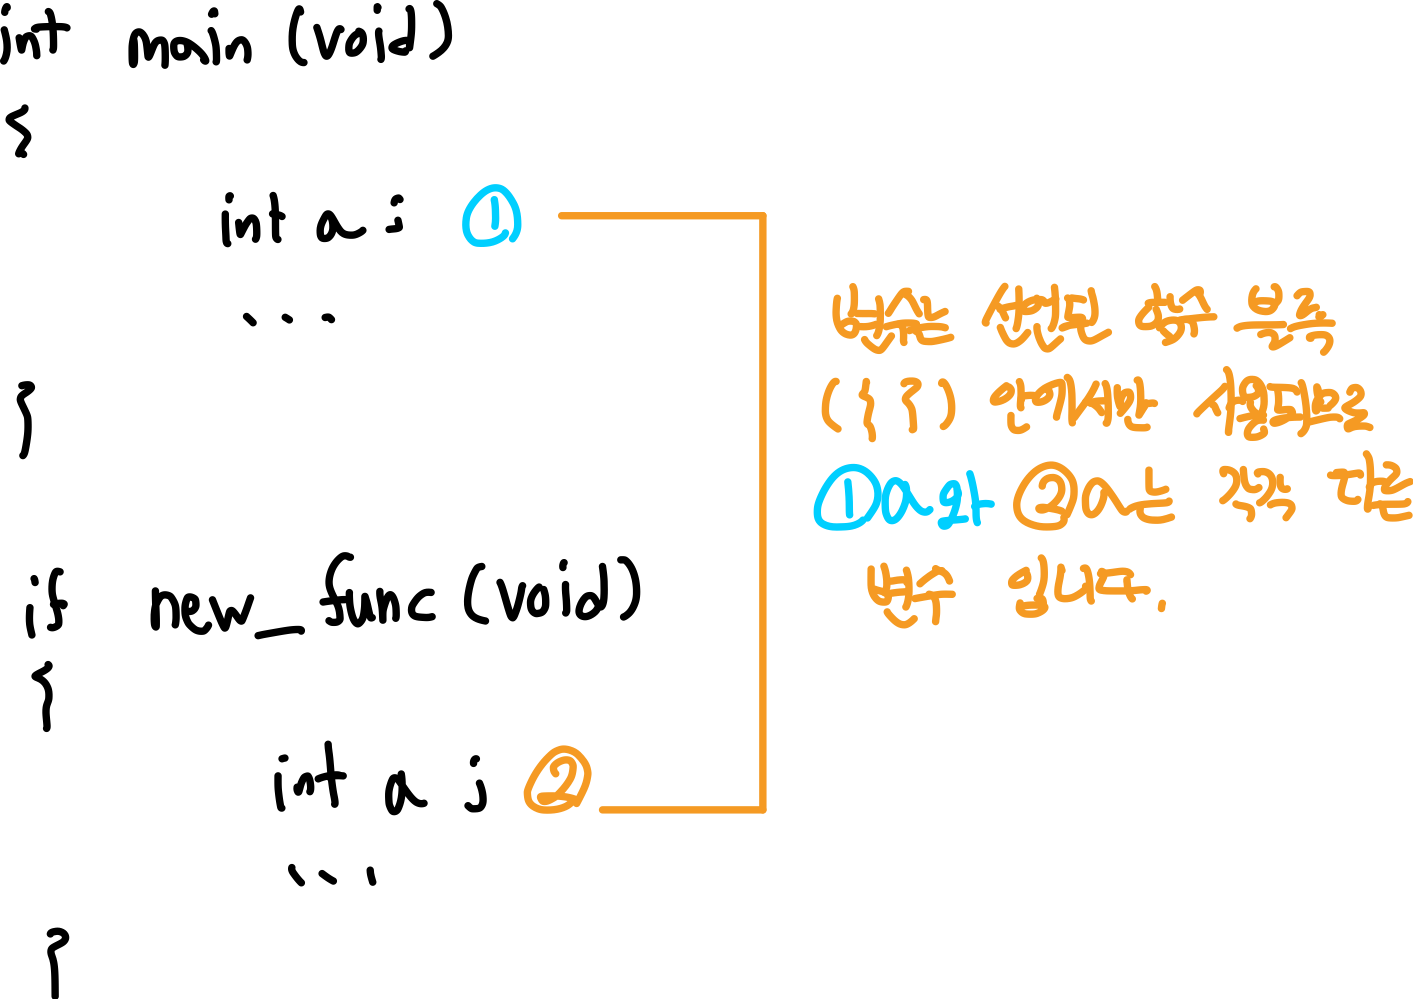 int main (void)
{
int a; ①
...
}
변수는 선언된 함수 블록
({ }) 안에서만 사용되므로
①a와 ②a는 각각 다른
변수 입니다.
if new_func (void)
{
int a ; ②
...
}